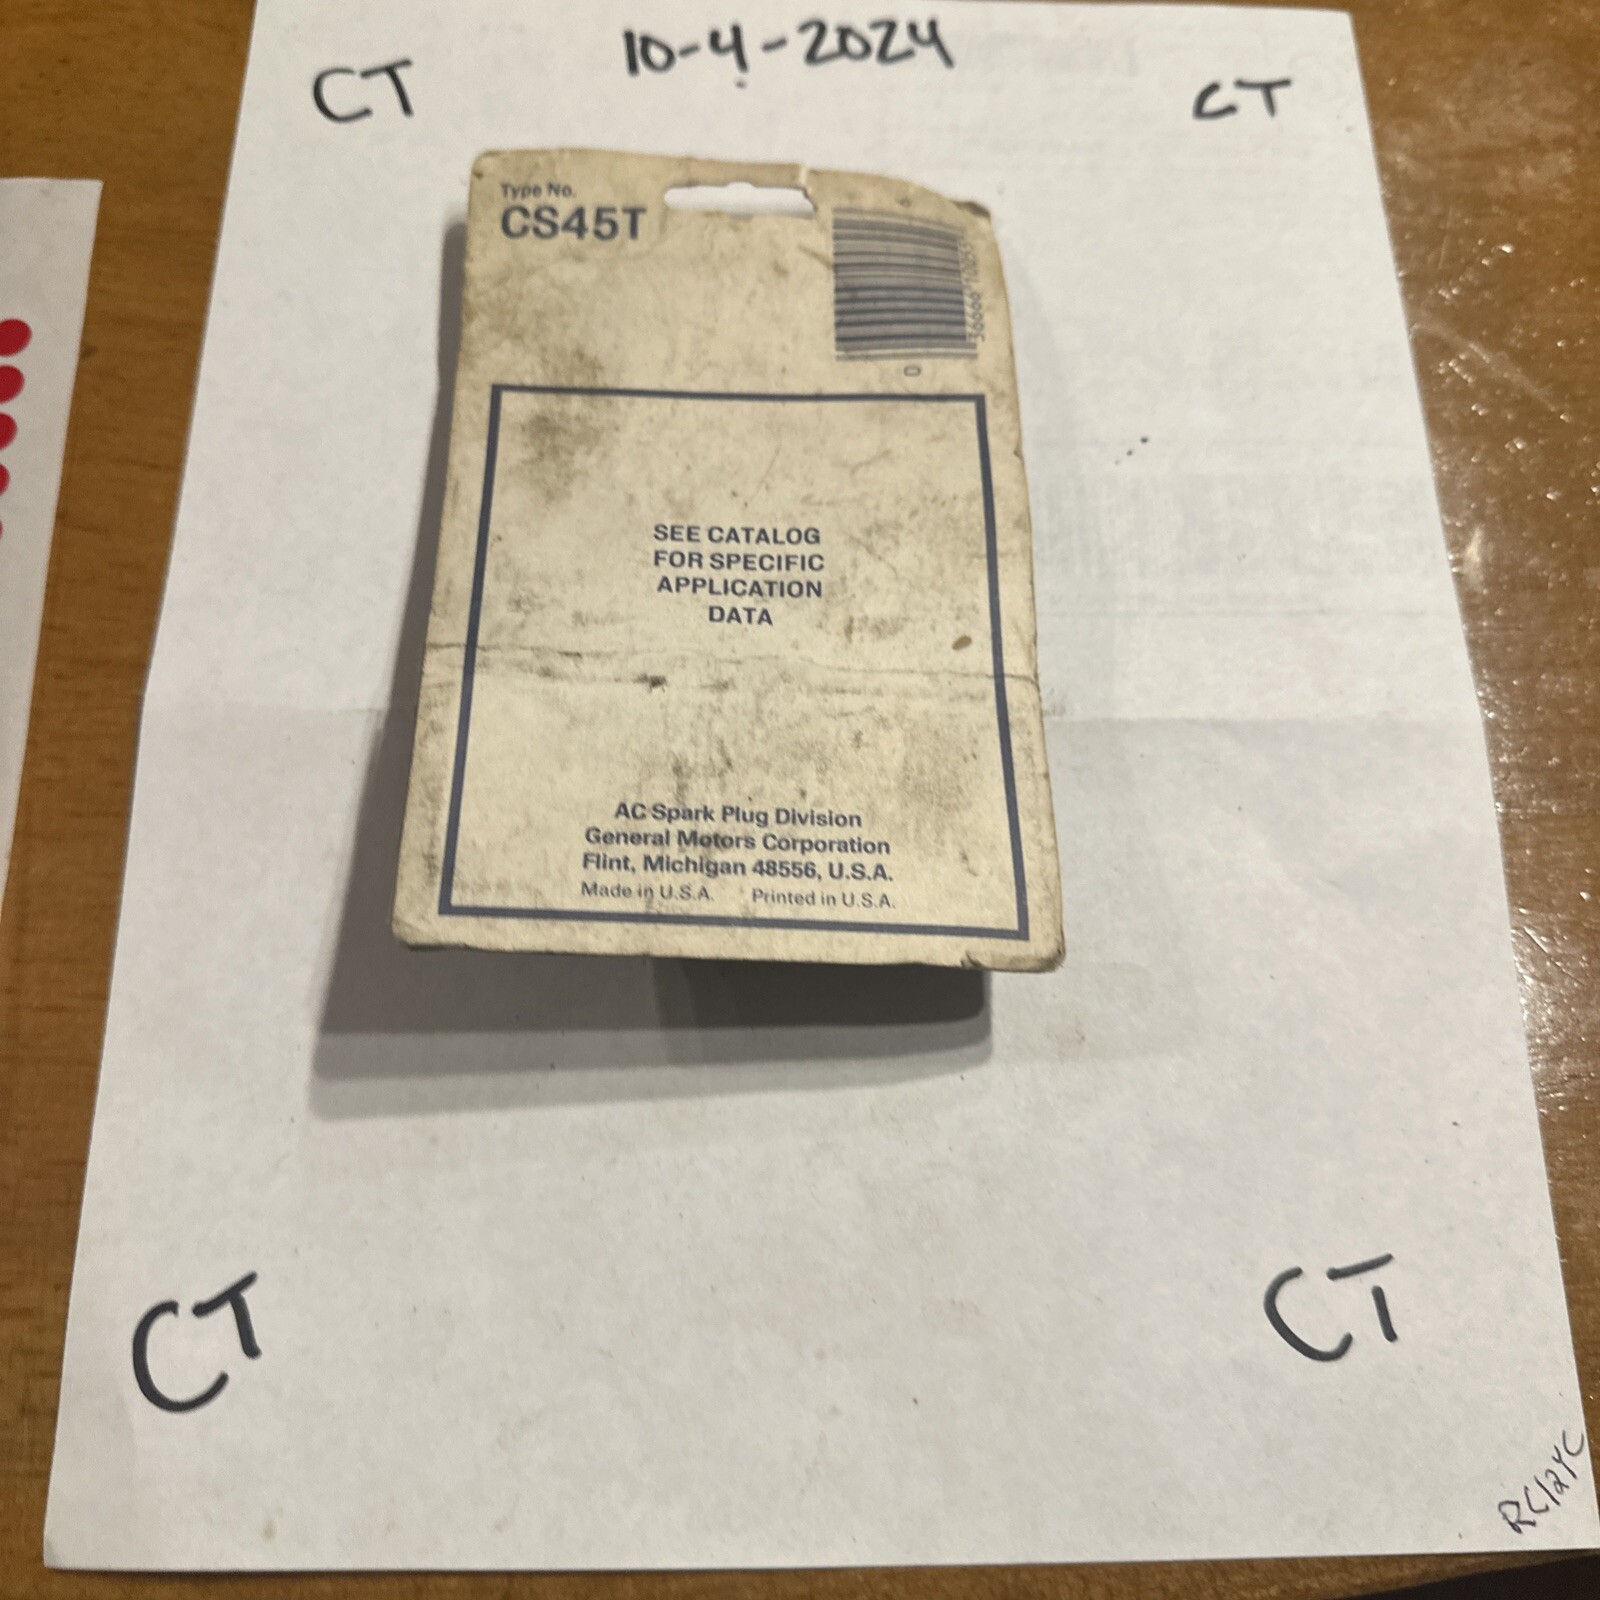 10-4-2024
CT
CT
Type No.
CS45T
SEE CATALOG
FOR SPECIFIC
APPLICATION
DATA
AC Spark Plug Division
General Motors Corporation
Flint, Michigan 48556, U.S.A.
Made in U.S.A. Printed in U.S.A.
CT
CT
RC12YC